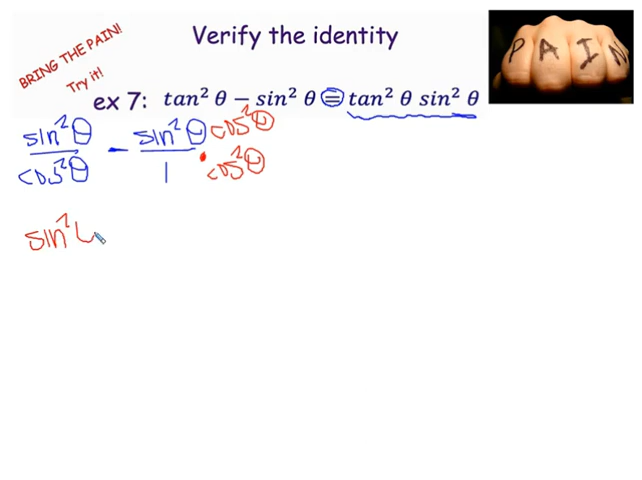 Verify the identity
BRING THE PAIN!
Try it!
PAIN
ex 7: tan² θ − sin² θ = tan² θ sin² θ
sin²θ/cos²θ − sin²θ/1 · cos²θ/cos²θ
sin²